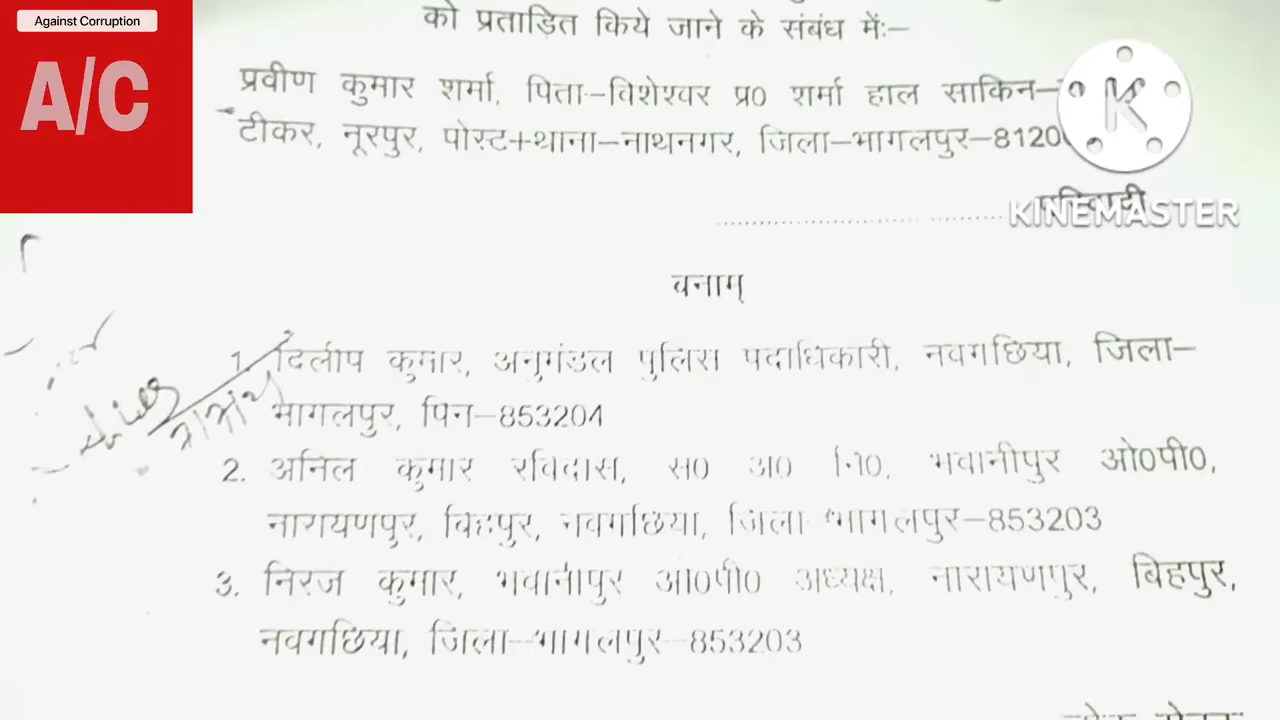 Against Corruption
A/C
को प्रताड़ित किये जाने के संबंध में:–
प्रवीण कुमार शर्मा, पिता–विशेश्वर प्र0 शर्मा हाल साकिन–
टीकर, नूरपुर, पोस्ट+थाना–नाथनगर, जिला–भागलपुर–8120
परिवादी
KINEMASTER
वनाम्
1. दिलीप कुमार, अनुमंडल पुलिस पदाधिकारी, नवगछिया, जिला–
भागलपुर, पिन–853204
2. अनिल कुमार रविदास, स0 अ0 नि0, भवानीपुर ओ0पी0,
नारायणपुर, बिहपुर, नवगछिया, जिला भागलपुर–853203
3. निरज कुमार, भवानीपुर ओ0पी0 अध्यक्ष, नारायणपुर, बिहपुर,
नवगछिया, जिला–भागलपुर–853203